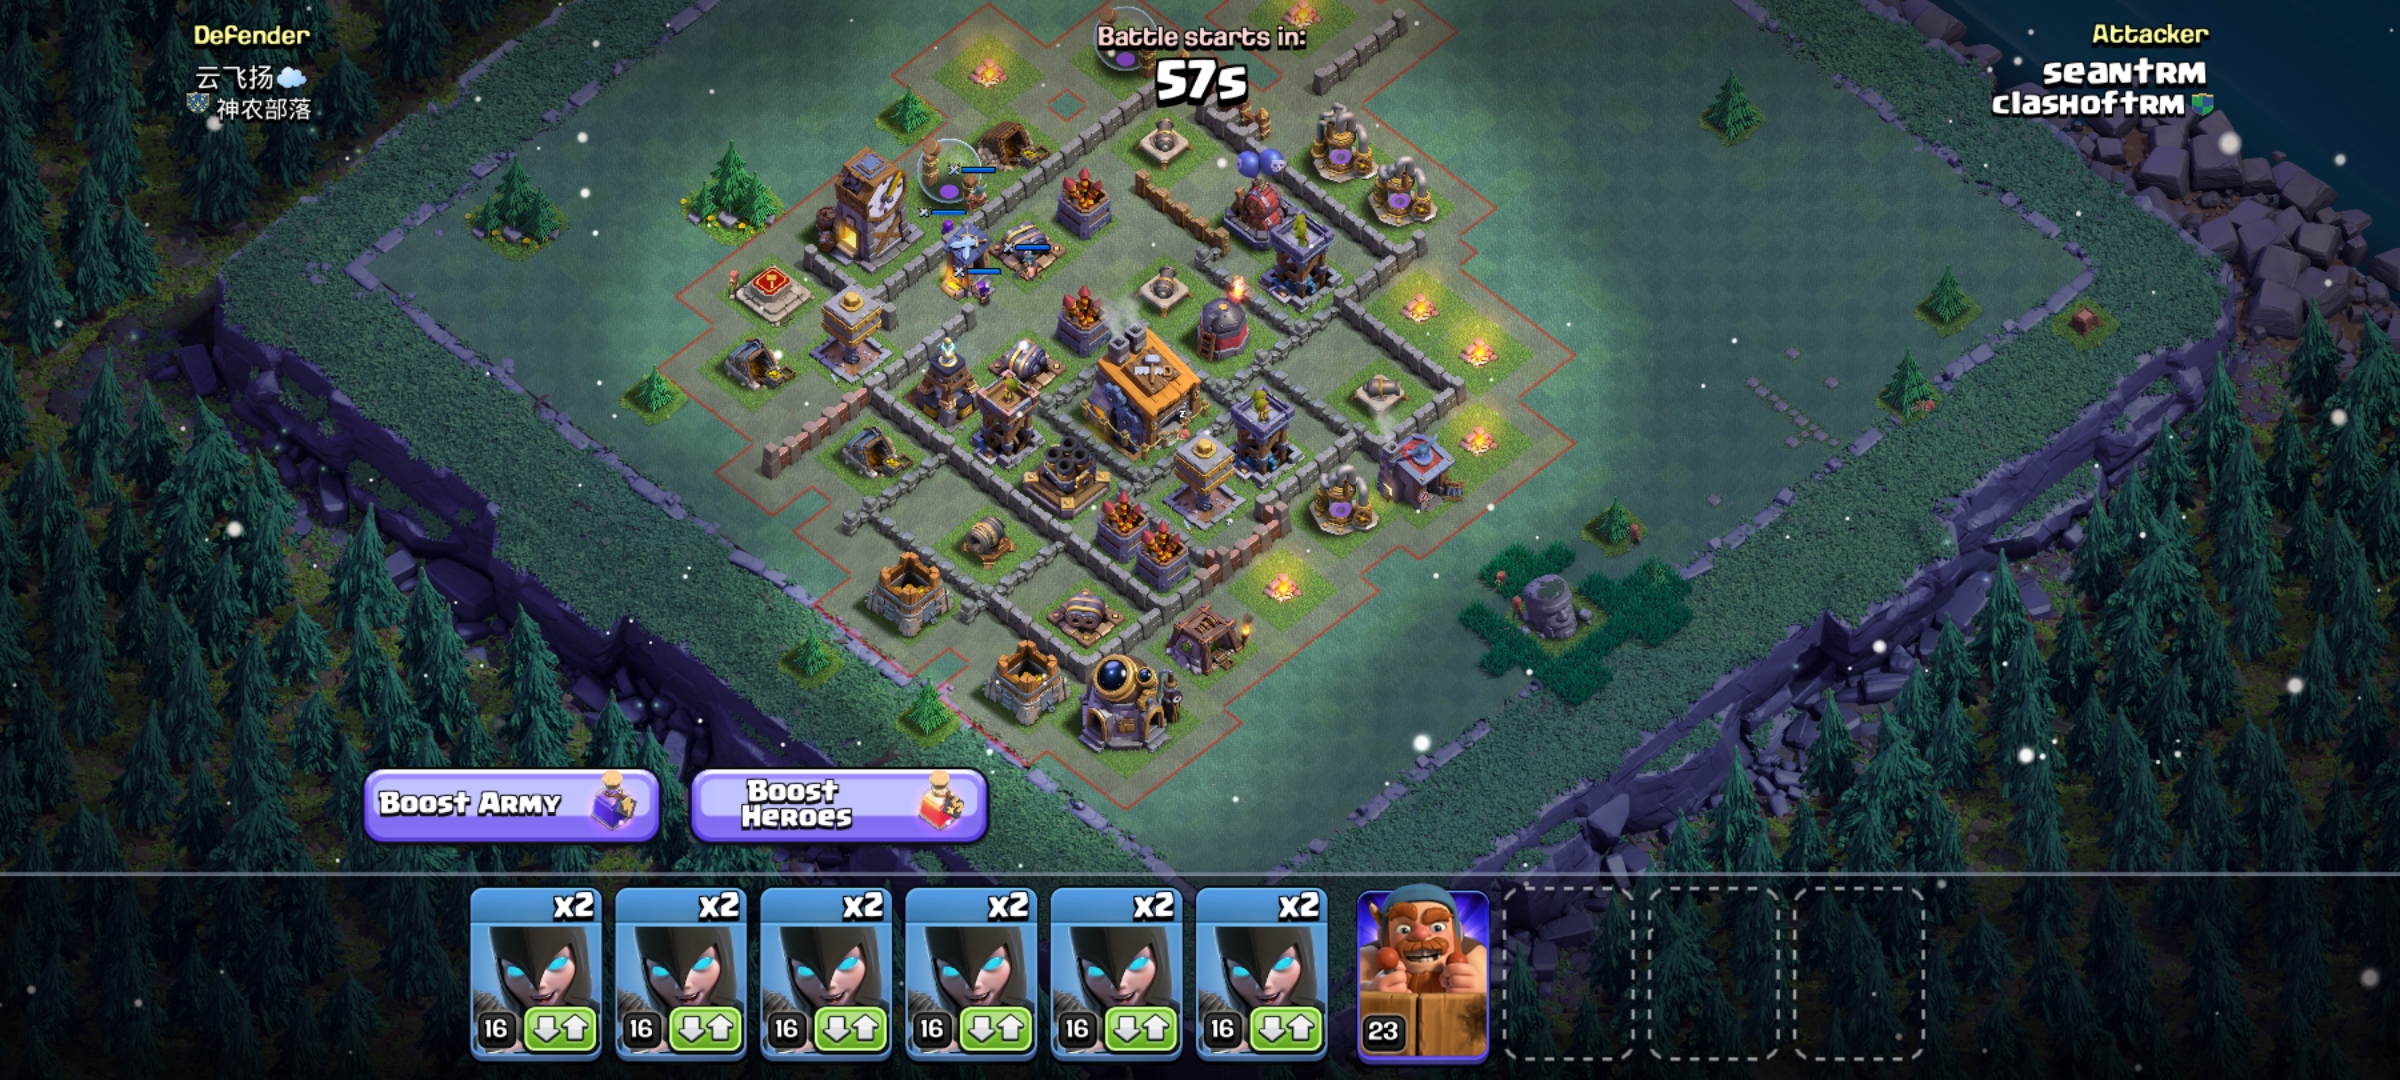 Defender
云飞扬☁️
神农部落
Battle starts in:
57s
Attacker
seantRM
clashoftRM
Boost Army
Boost
Heroes
x2
x2
x2
x2
x2
x2
16
16
16
16
16
16
23